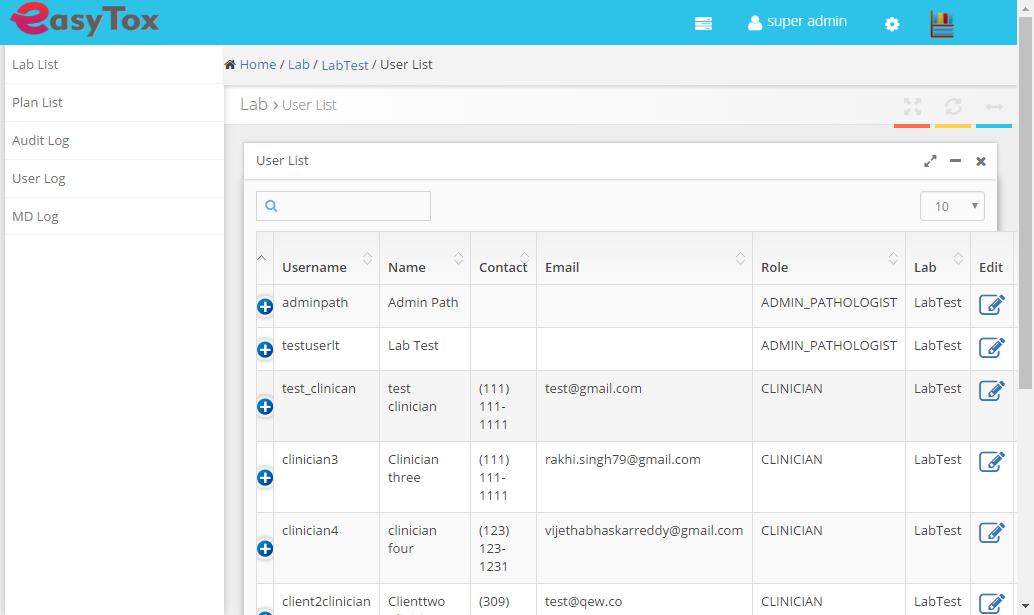 easyTox
super admin
Lab List
Plan List
Audit Log
User Log
MD Log
Home / Lab / LabTest / User List
Lab › User List
User List
10
Username Name Contact Email Role Lab Edit
adminpath Admin Path ADMIN_PATHOLOGIST LabTest
testuserlt Lab Test ADMIN_PATHOLOGIST LabTest
test_clinican test (111) test@gmail.com CLINICIAN LabTest
clinician 111-
1111
clinician3 Clinician (111) rakhi.singh79@gmail.com CLINICIAN LabTest
three 111-
1111
clinician4 clinician (123) vijethabhaskarreddy@gmail.com CLINICIAN LabTest
four 123-
1231
client2clinician Clienttwo (309) test@qew.co CLINICIAN LabTest